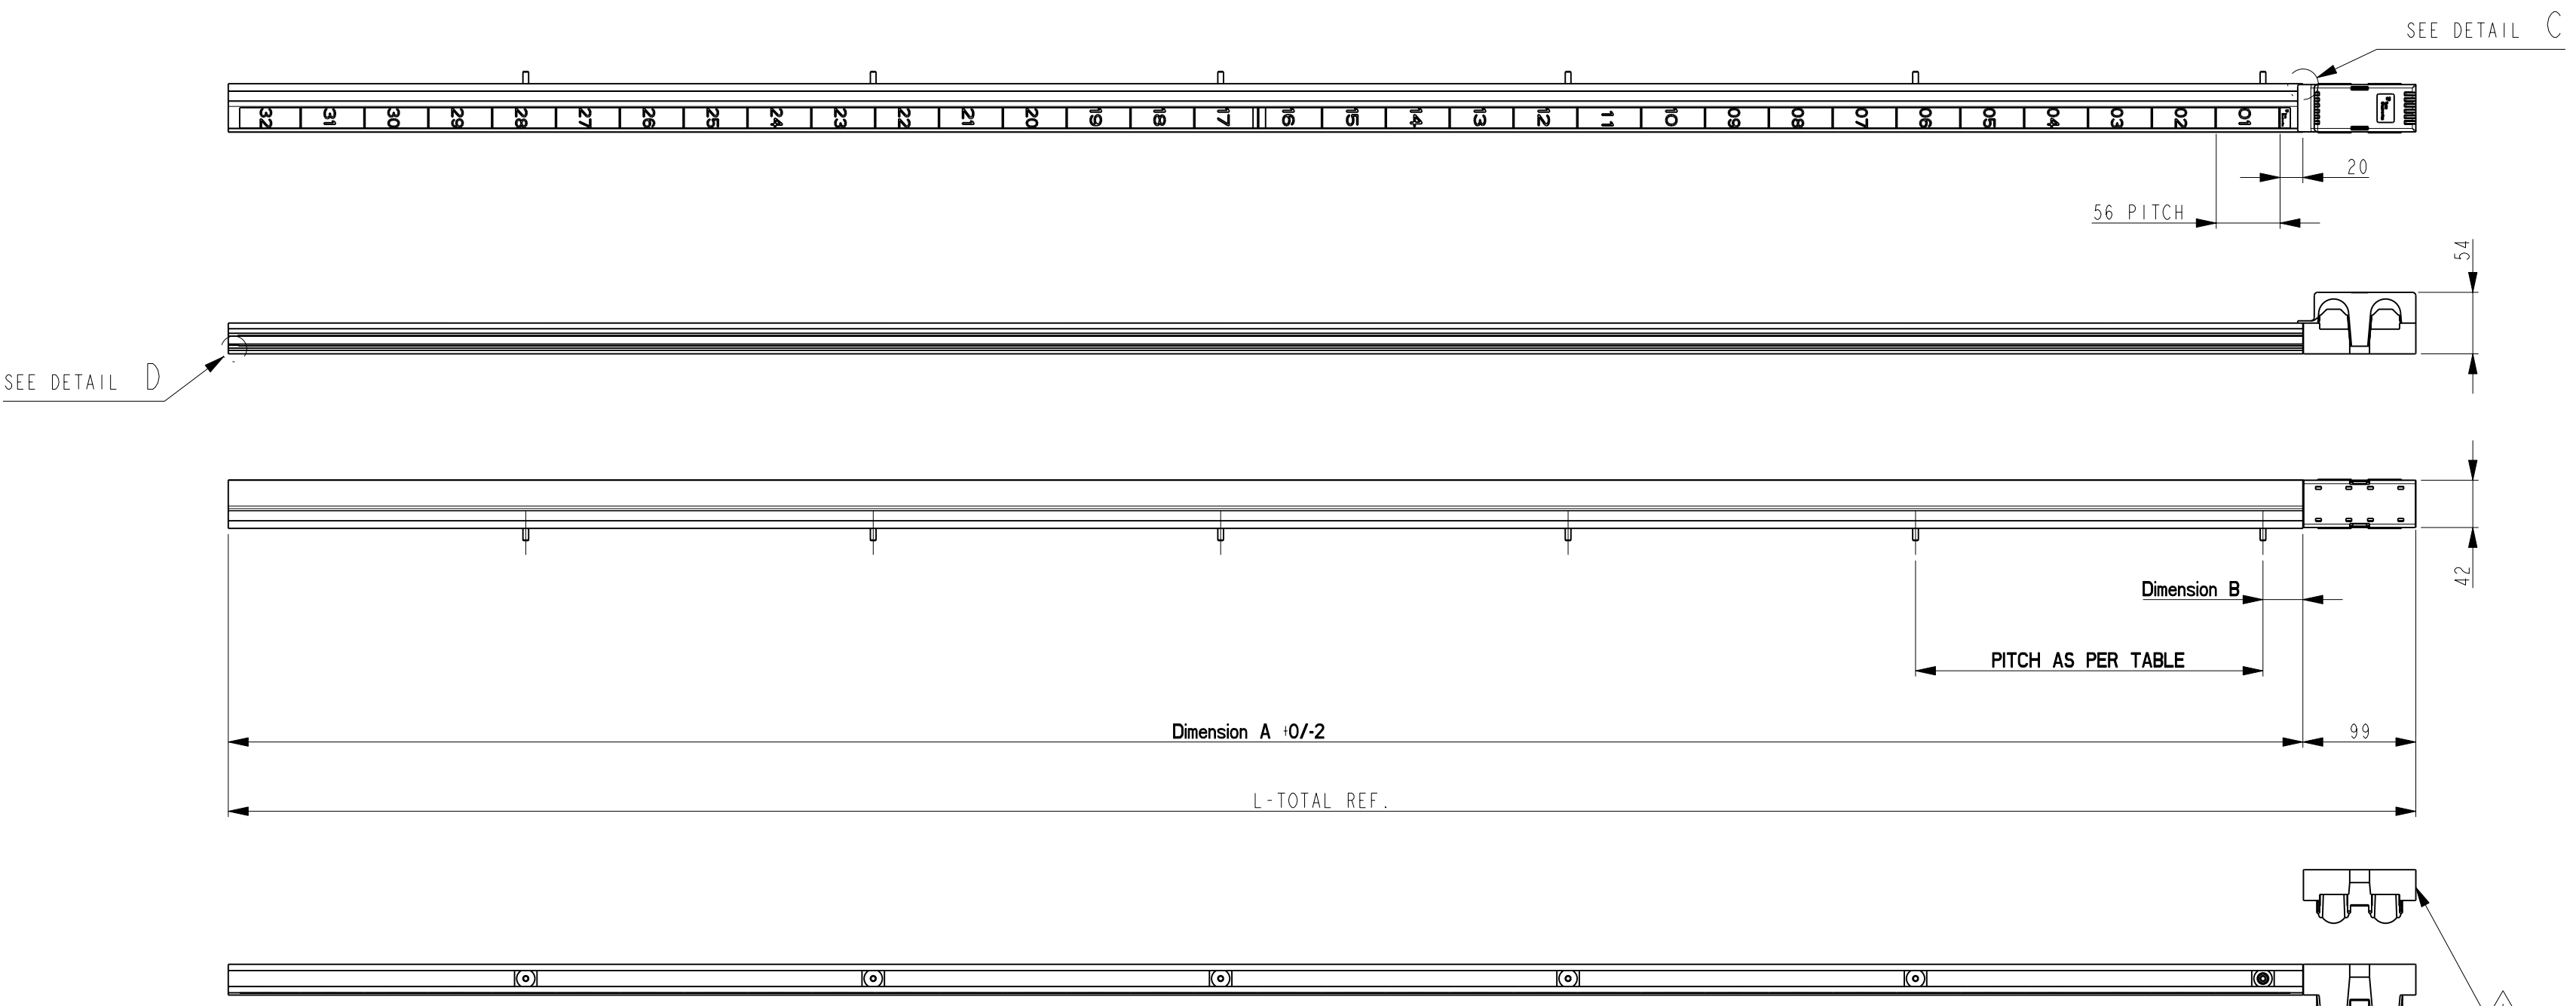 SEE DETAIL C
32 31 30 29 28 27 26 25 24 23 22 21 20 19 18 17 16 15 14 13 12 11 10 09 08 07 06 05 04 03 02 01
20
56 PITCH
54
SEE DETAIL D
42
Dimension B
PITCH AS PER TABLE
Dimension A +0/-2
99
L-TOTAL REF.